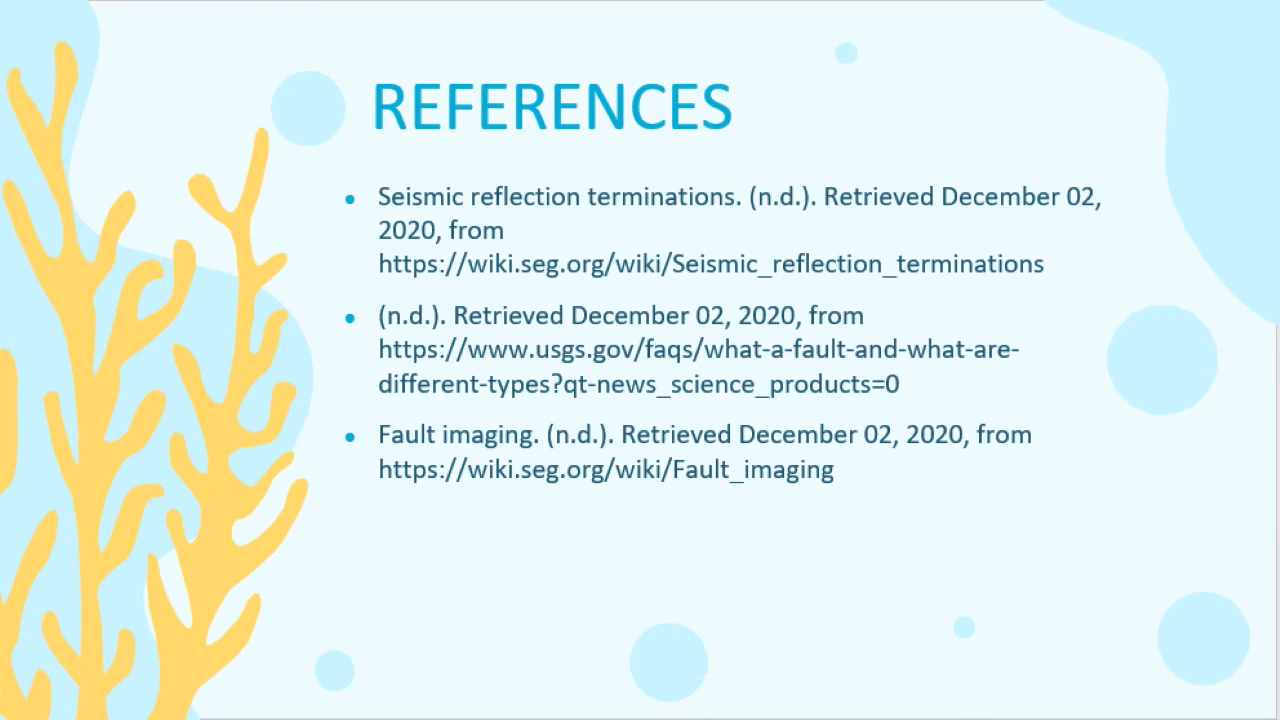 REFERENCES
• Seismic reflection terminations. (n.d.). Retrieved December 02,
2020, from
https://wiki.seg.org/wiki/Seismic_reflection_terminations
• (n.d.). Retrieved December 02, 2020, from
https://www.usgs.gov/faqs/what-a-fault-and-what-are-
different-types?qt-news_science_products=0
• Fault imaging. (n.d.). Retrieved December 02, 2020, from
https://wiki.seg.org/wiki/Fault_imaging